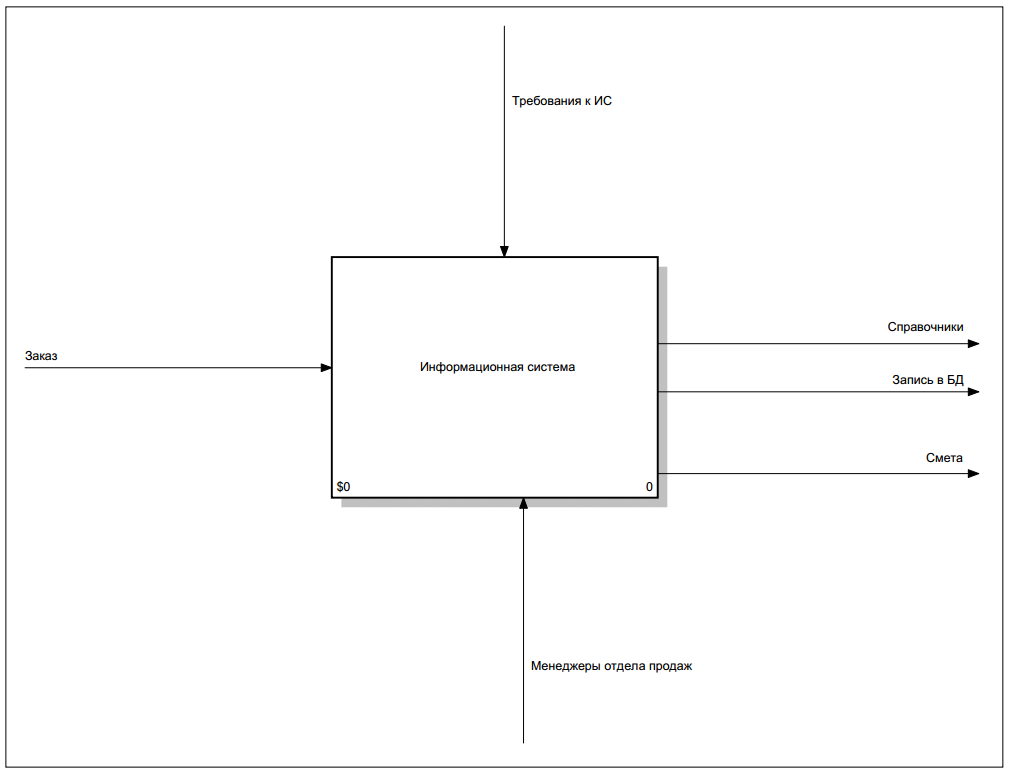 Требования к ИС
Справочники
Заказ
Информационная система
Запись в БД
Смета
$0
0
Менеджеры отдела продаж